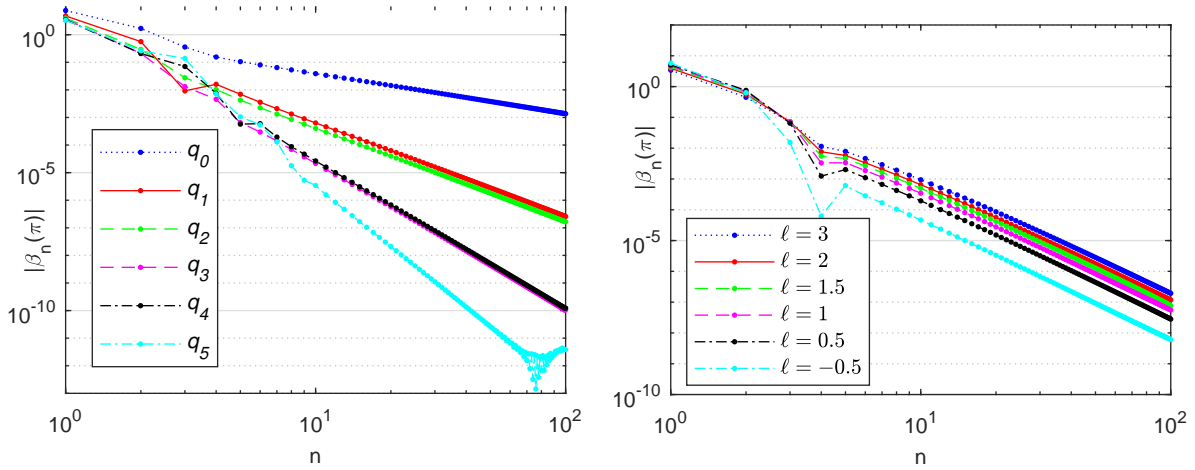 10^0
10^-5
10^-10
|β_n(π)|
q_0
q_1
q_2
q_3
q_4
q_5
10^0
10^1
10^2
n
10^0
10^-5
10^-10
|β_n(π)|
ℓ = 3
ℓ = 2
ℓ = 1.5
ℓ = 1
ℓ = 0.5
ℓ = −0.5
10^0
10^1
10^2
n